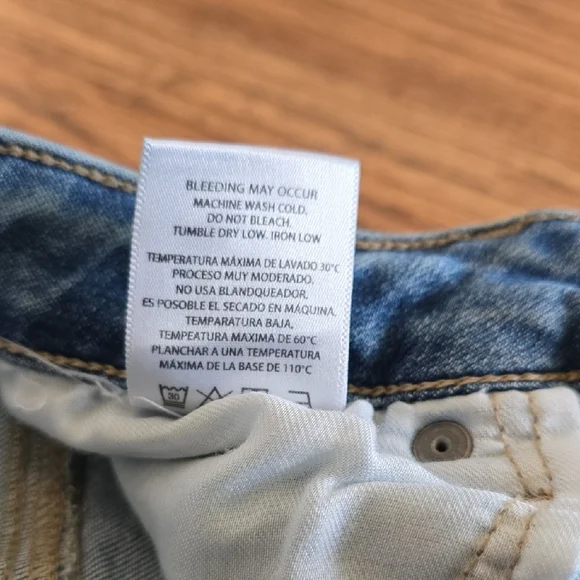 BLEEDING MAY OCCUR
MACHINE WASH COLD,
DO NOT BLEACH,
TUMBLE DRY LOW, IRON LOW
TEMPERATURA MÁXIMA DE LAVADO 30°C
PROCESO MUY MODERADO.
NO USA BLANDQUEADOR,
ES POSOBLE EL SECADO EN MÁQUINA.
TEMPARATURA BAJA,
TEMPEATURA MAXIMA DE 60°C
PLANCHAR A UNA TEMPERATURA
MÁXIMA DE LA BASE DE 110°C
30